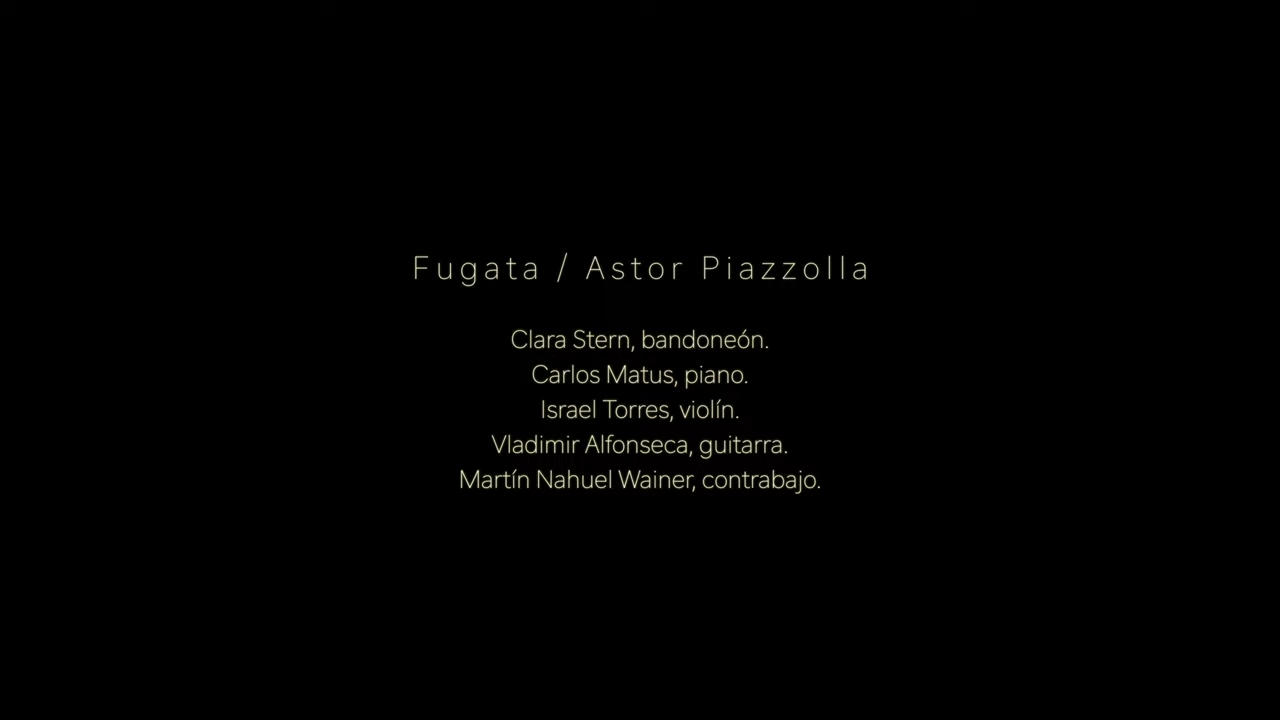 Fugata / Astor Piazzolla
Clara Stern, bandoneón.
Carlos Matus, piano.
Israel Torres, violín.
Vladimir Alfonseca, guitarra.
Martín Nahuel Wainer, contrabajo.